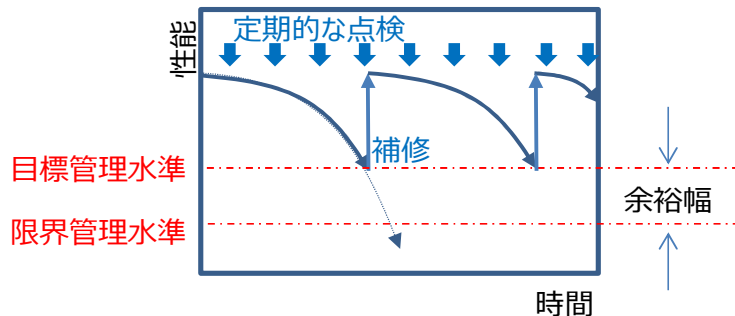 性能
定期的な点検
補修
目標管理水準
余裕幅
限界管理水準
時間